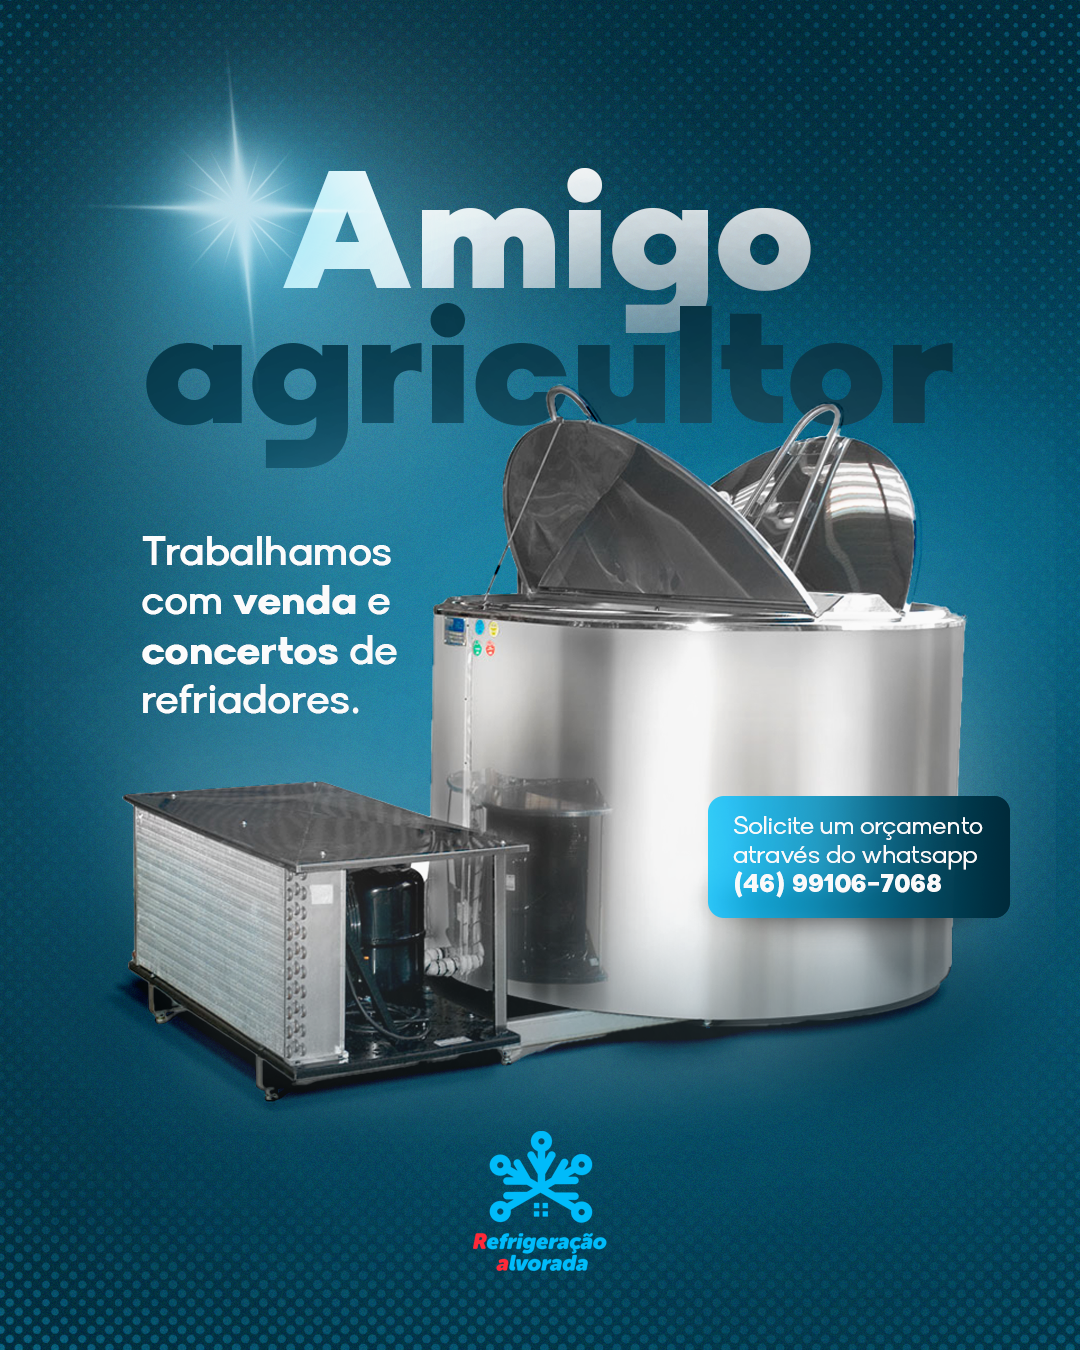 Amigo
agricultor
Trabalhamos
com venda e
concertos de
refriadores.
Solicite um orçamento
através do whatsapp
(46) 99106-7068
Refrigeração
alvorada